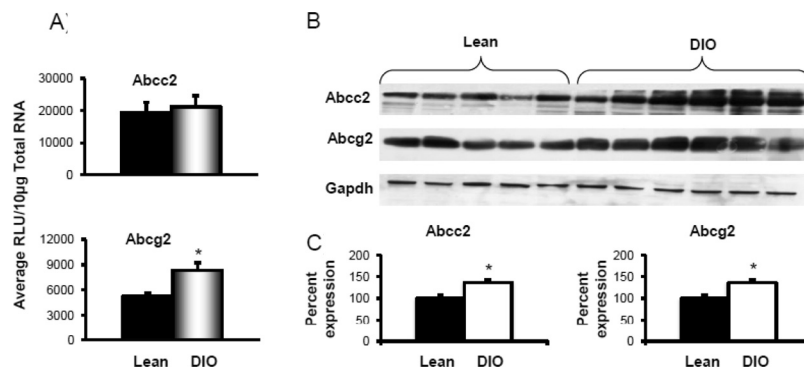 A)
Abcc2
30000
20000
10000
0
Average RLU/10µg Total RNA
Abcg2
12000
9000
6000
3000
0
*
Lean DIO
B
Lean DIO
Abcc2
Abcg2
Gapdh
C
Abcc2
Percent
expression
200
150
100
50
0
*
Lean DIO
Abcg2
Percent
expression
200
150
100
50
0
*
Lean DIO